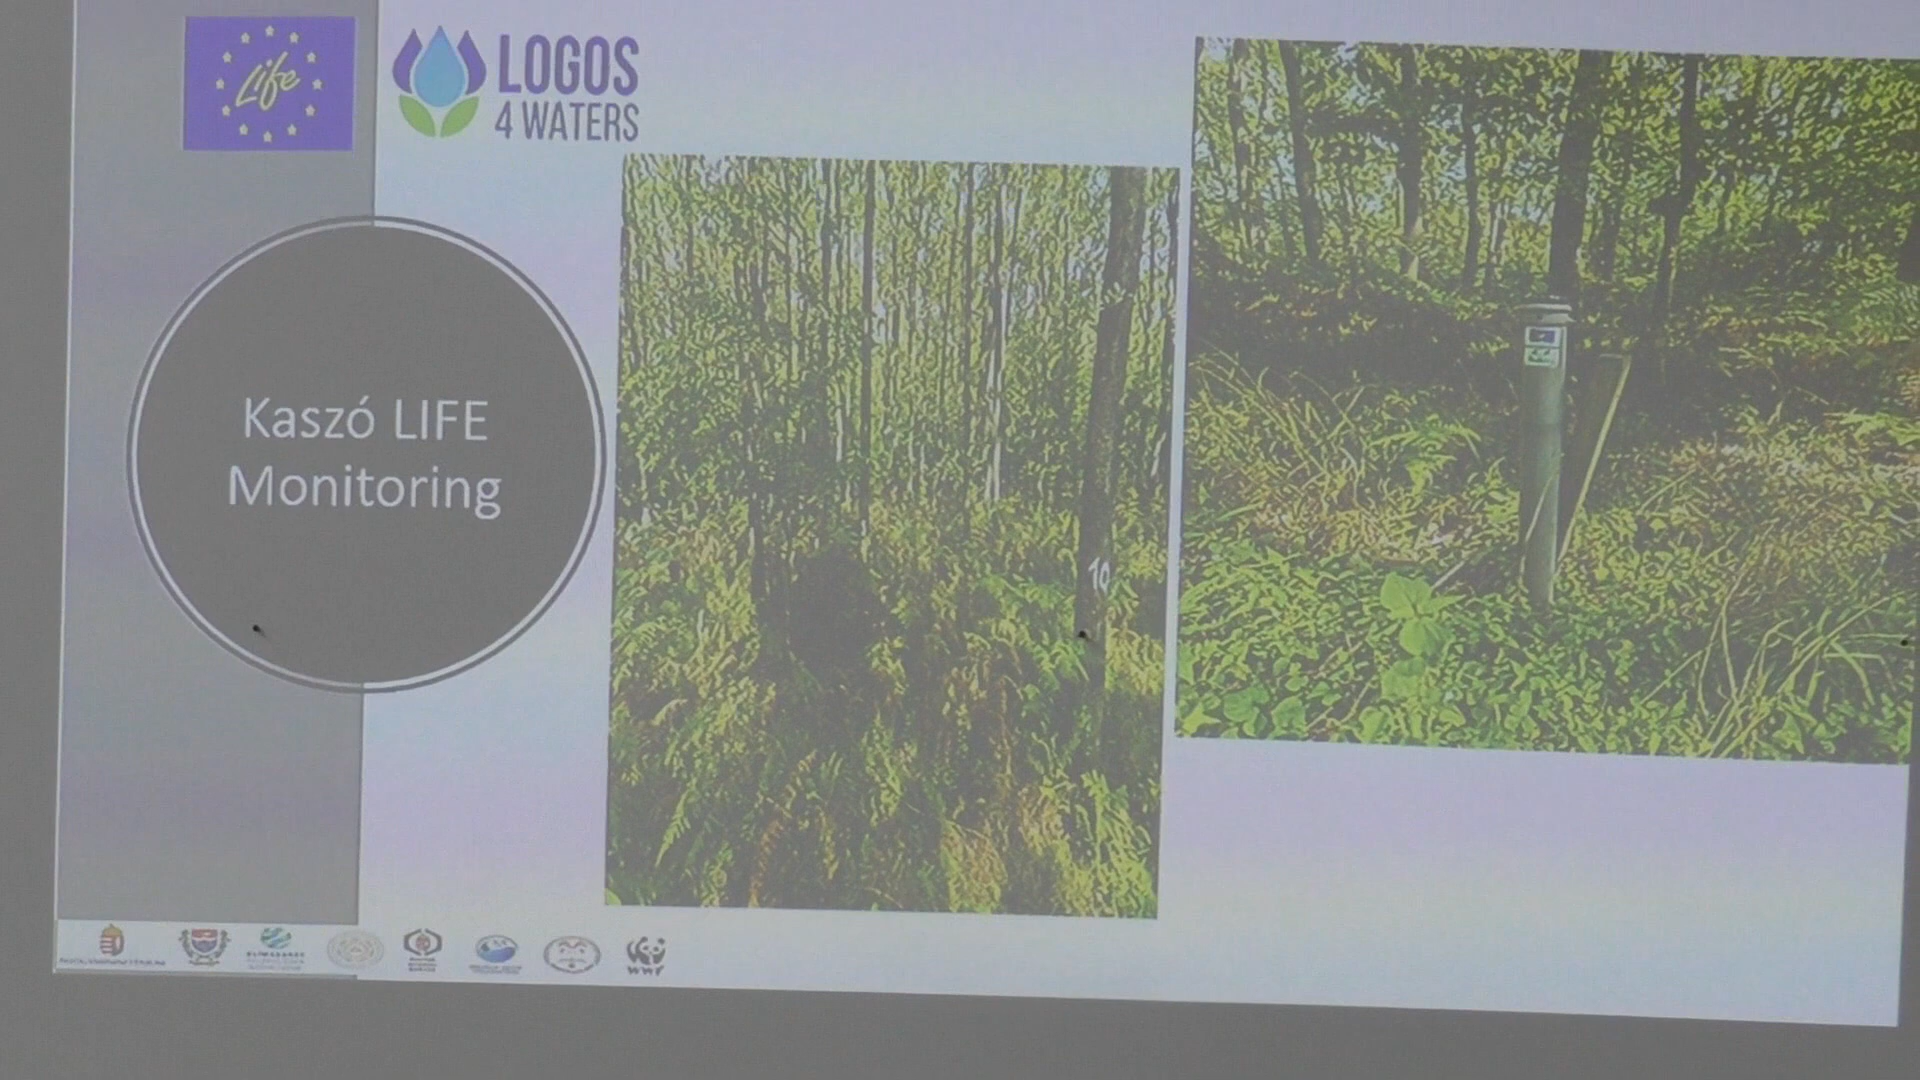 Life
LOGOS
4 WATERS
Kaszó LIFE
Monitoring
10
WWF